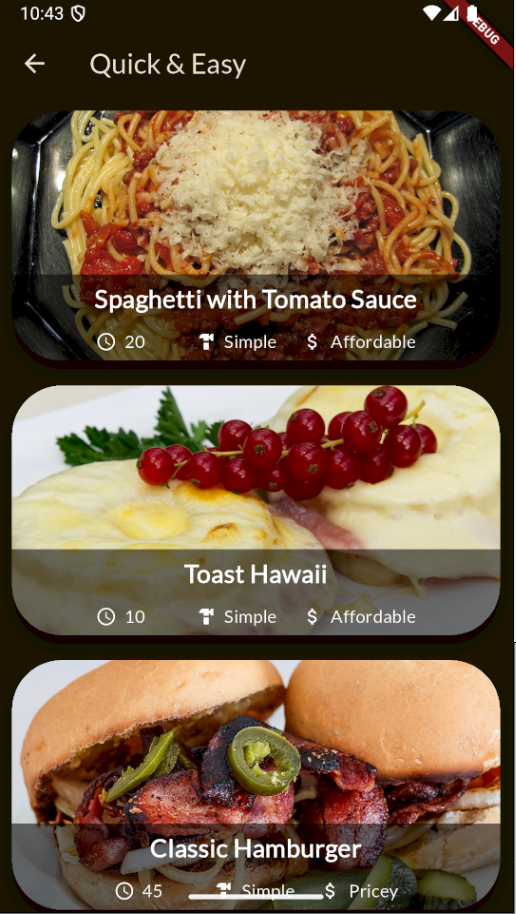 10:43
DEBUG
Quick & Easy
Spaghetti with Tomato Sauce
20 Simple $ Affordable
Toast Hawaii
10 Simple $ Affordable
Classic Hamburger
45 Simple $ Pricey